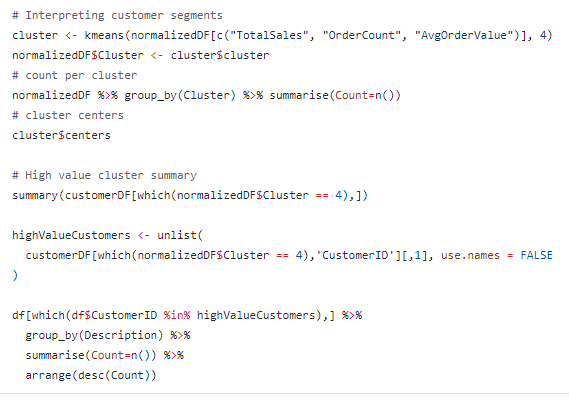 # Interpreting customer segments
cluster <- kmeans(normalizedDF[c("TotalSales", "OrderCount", "AvgOrderValue")], 4)
normalizedDF$Cluster <- cluster$cluster
# count per cluster
normalizedDF %>% group_by(Cluster) %>% summarise(Count=n())
# cluster centers
cluster$centers

# High value cluster summary
summary(customerDF[which(normalizedDF$Cluster == 4),])

highValueCustomers <- unlist(
  customerDF[which(normalizedDF$Cluster == 4),'CustomerID'][,1], use.names = FALSE
)

df[which(df$CustomerID %in% highValueCustomers),] %>%
  group_by(Description) %>%
  summarise(Count=n()) %>%
  arrange(desc(Count))